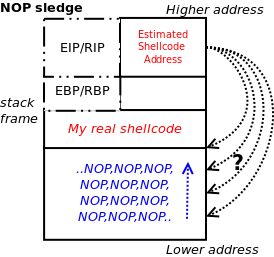 NOP sledge
Higher address
EIP/RIP
Estimated
Shellcode
Address
EBP/RBP
stack
frame
My real shellcode
..NOP,NOP,NOP,
NOP,NOP,NOP,
NOP,NOP,NOP,
NOP,NOP,NOP..
?
Lower address